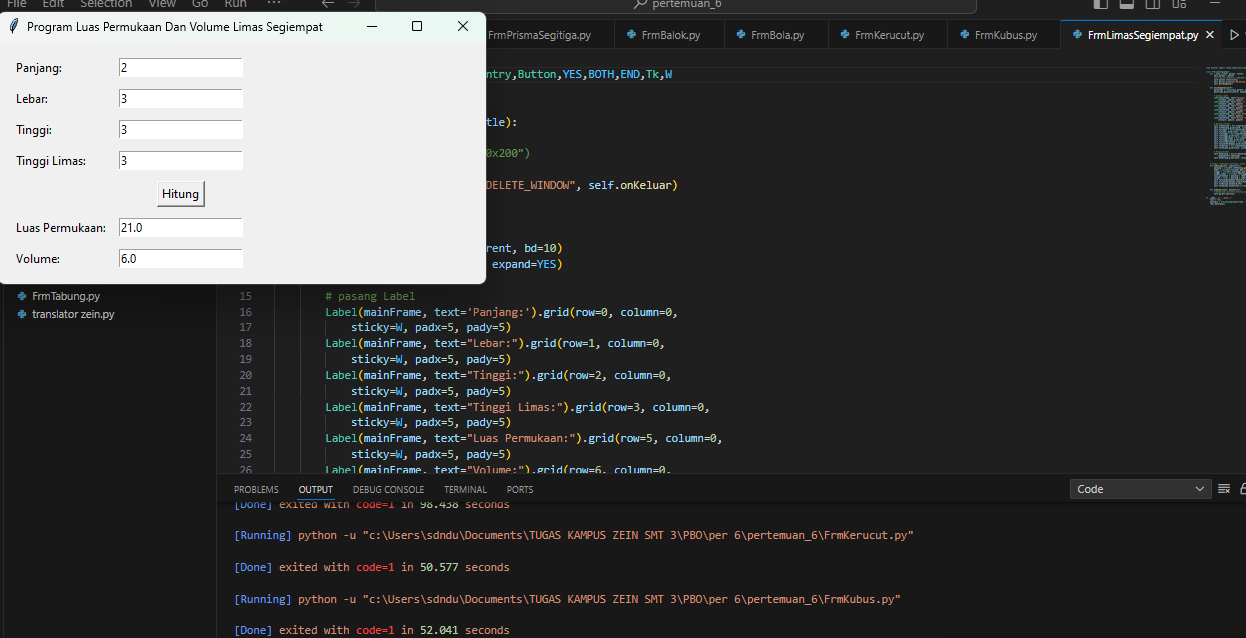 File Edit Selection View Go Run ... pertemuan_6
Program Luas Permukaan Dan Volume Limas Segiempat
Panjang: 2
Lebar: 3
Tinggi: 3
Tinggi Limas: 3
Hitung
Luas Permukaan: 21.0
Volume: 6.0
FrmPrismaSegitiga.py FrmBalok.py FrmBola.py FrmKerucut.py FrmKubus.py FrmLimasSegiempat.py
ntry,Button,YES,BOTH,END,Tk,W
tle):
0x200")
DELETE_WINDOW", self.onKeluar)
rent, bd=10)
expand=YES)
FrmTabung.py
translator zein.py
15 # pasang Label
16 Label(mainFrame, text='Panjang:').grid(row=0, column=0,
17 sticky=W, padx=5, pady=5)
18 Label(mainFrame, text="Lebar:").grid(row=1, column=0,
19 sticky=W, padx=5, pady=5)
20 Label(mainFrame, text="Tinggi:").grid(row=2, column=0,
21 sticky=W, padx=5, pady=5)
22 Label(mainFrame, text="Tinggi Limas:").grid(row=3, column=0,
23 sticky=W, padx=5, pady=5)
24 Label(mainFrame, text="Luas Permukaan:").grid(row=5, column=0,
25 sticky=W, padx=5, pady=5)
26 Label(mainFrame, text="Volume:").grid(row=6, column=0,
PROBLEMS OUTPUT DEBUG CONSOLE TERMINAL PORTS Code
[Done] exited with code=1 in 98.438 seconds
[Running] python -u "c:\Users\sdndu\Documents\TUGAS KAMPUS ZEIN SMT 3\PBO\per 6\pertemuan_6\FrmKerucut.py"
[Done] exited with code=1 in 50.577 seconds
[Running] python -u "c:\Users\sdndu\Documents\TUGAS KAMPUS ZEIN SMT 3\PBO\per 6\pertemuan_6\FrmKubus.py"
[Done] exited with code=1 in 52.041 seconds